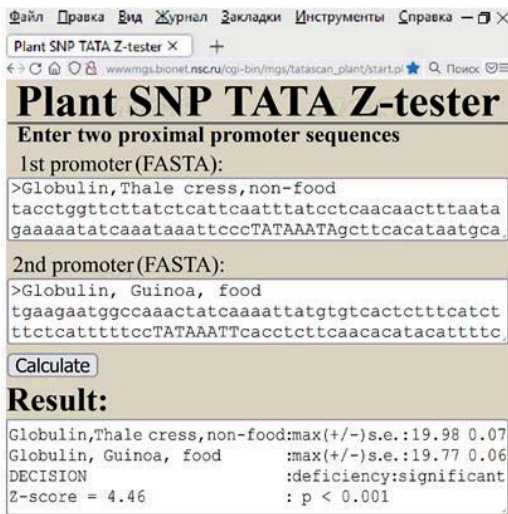 Файл Правка Вид Журнал Закладки Инструменты Справка
Plant SNP TATA Z-tester × +
wwwmgs.bionet.nsc.ru/cgi-bin/mgs/tatascan_plant/start.pl Поиск
Plant SNP TATA Z-tester
Enter two proximal promoter sequences
1st promoter (FASTA):
>Globulin,Thale cress,non-food
tacctggttcttatctcattcaatttatcctcaacaactttaata
gaaaaatatcaaataaattcccTATAAATAgcttcacataatgca
2nd promoter (FASTA):
>Globulin, Guinoa, food
tgaagaatggccaaactatcaaaattatgtgtcactctttcatct
ttctcatttttccTATAAATTcacctcttcaacacatacattttc
Calculate
Result:
Globulin,Thale cress,non-food:max(+/-)s.e.:19.98 0.07
Globulin, Guinoa, food :max(+/-)s.e.:19.77 0.06
DECISION :deficiency:significant
Z-score = 4.46 : p < 0.001